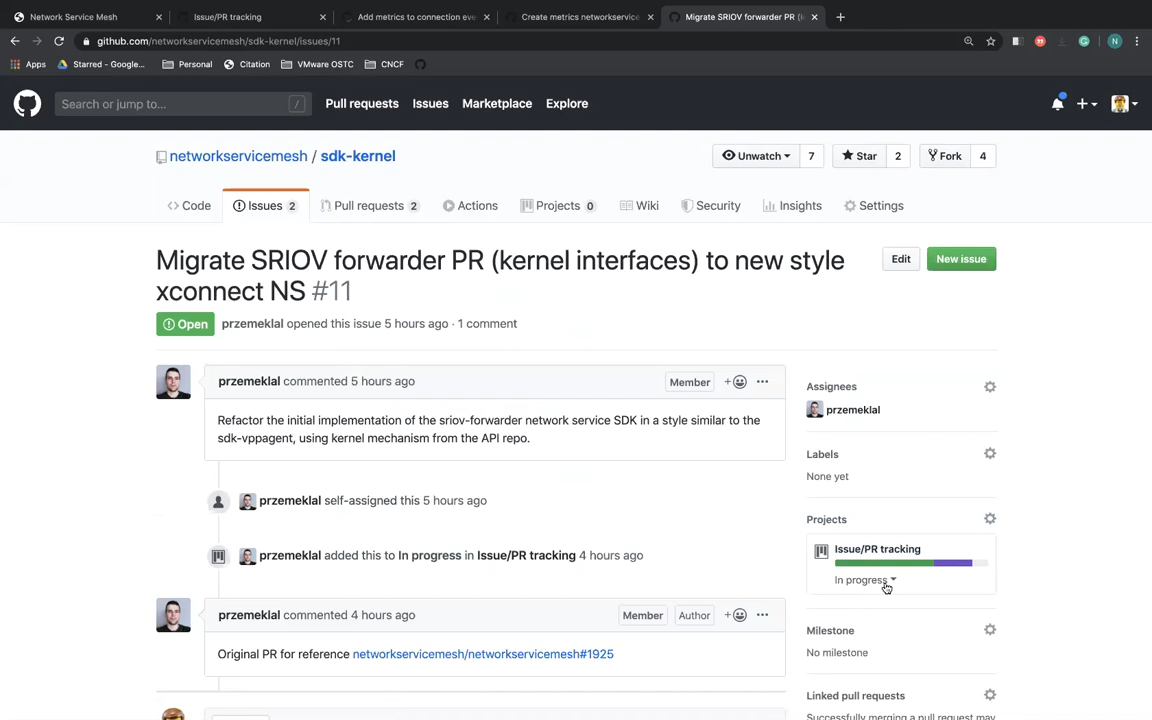 Network Service Mesh
Issue/PR tracking
Add metrics to connection eve
Create metrics networkservice
Migrate SRIOV forwarder PR (k
github.com/networkservicemesh/sdk-kernel/issues/11
N
Apps
Starred - Google...
Personal
Citation
VMware OSTC
CNCF
Search or jump to...
/
Pull requests
Issues
Marketplace
Explore
networkservicemesh / sdk-kernel
Unwatch
7
Star
2
Fork
4
Code
Issues 2
Pull requests 2
Actions
Projects 0
Wiki
Security
Insights
Settings
Migrate SRIOV forwarder PR (kernel interfaces) to new style
xconnect NS #11
Edit
New issue
Open
przemeklal opened this issue 5 hours ago · 1 comment
przemeklal commented 5 hours ago
Member
Refactor the initial implementation of the sriov-forwarder network service SDK in a style similar to the
sdk-vppagent, using kernel mechanism from the API repo.
przemeklal self-assigned this 5 hours ago
przemeklal added this to In progress in Issue/PR tracking 4 hours ago
przemeklal commented 4 hours ago
Member
Author
Original PR for reference networkservicemesh/networkservicemesh#1925
Assignees
przemeklal
Labels
None yet
Projects
Issue/PR tracking
In progress
Milestone
No milestone
Linked pull requests
Successfully merging a pull request may